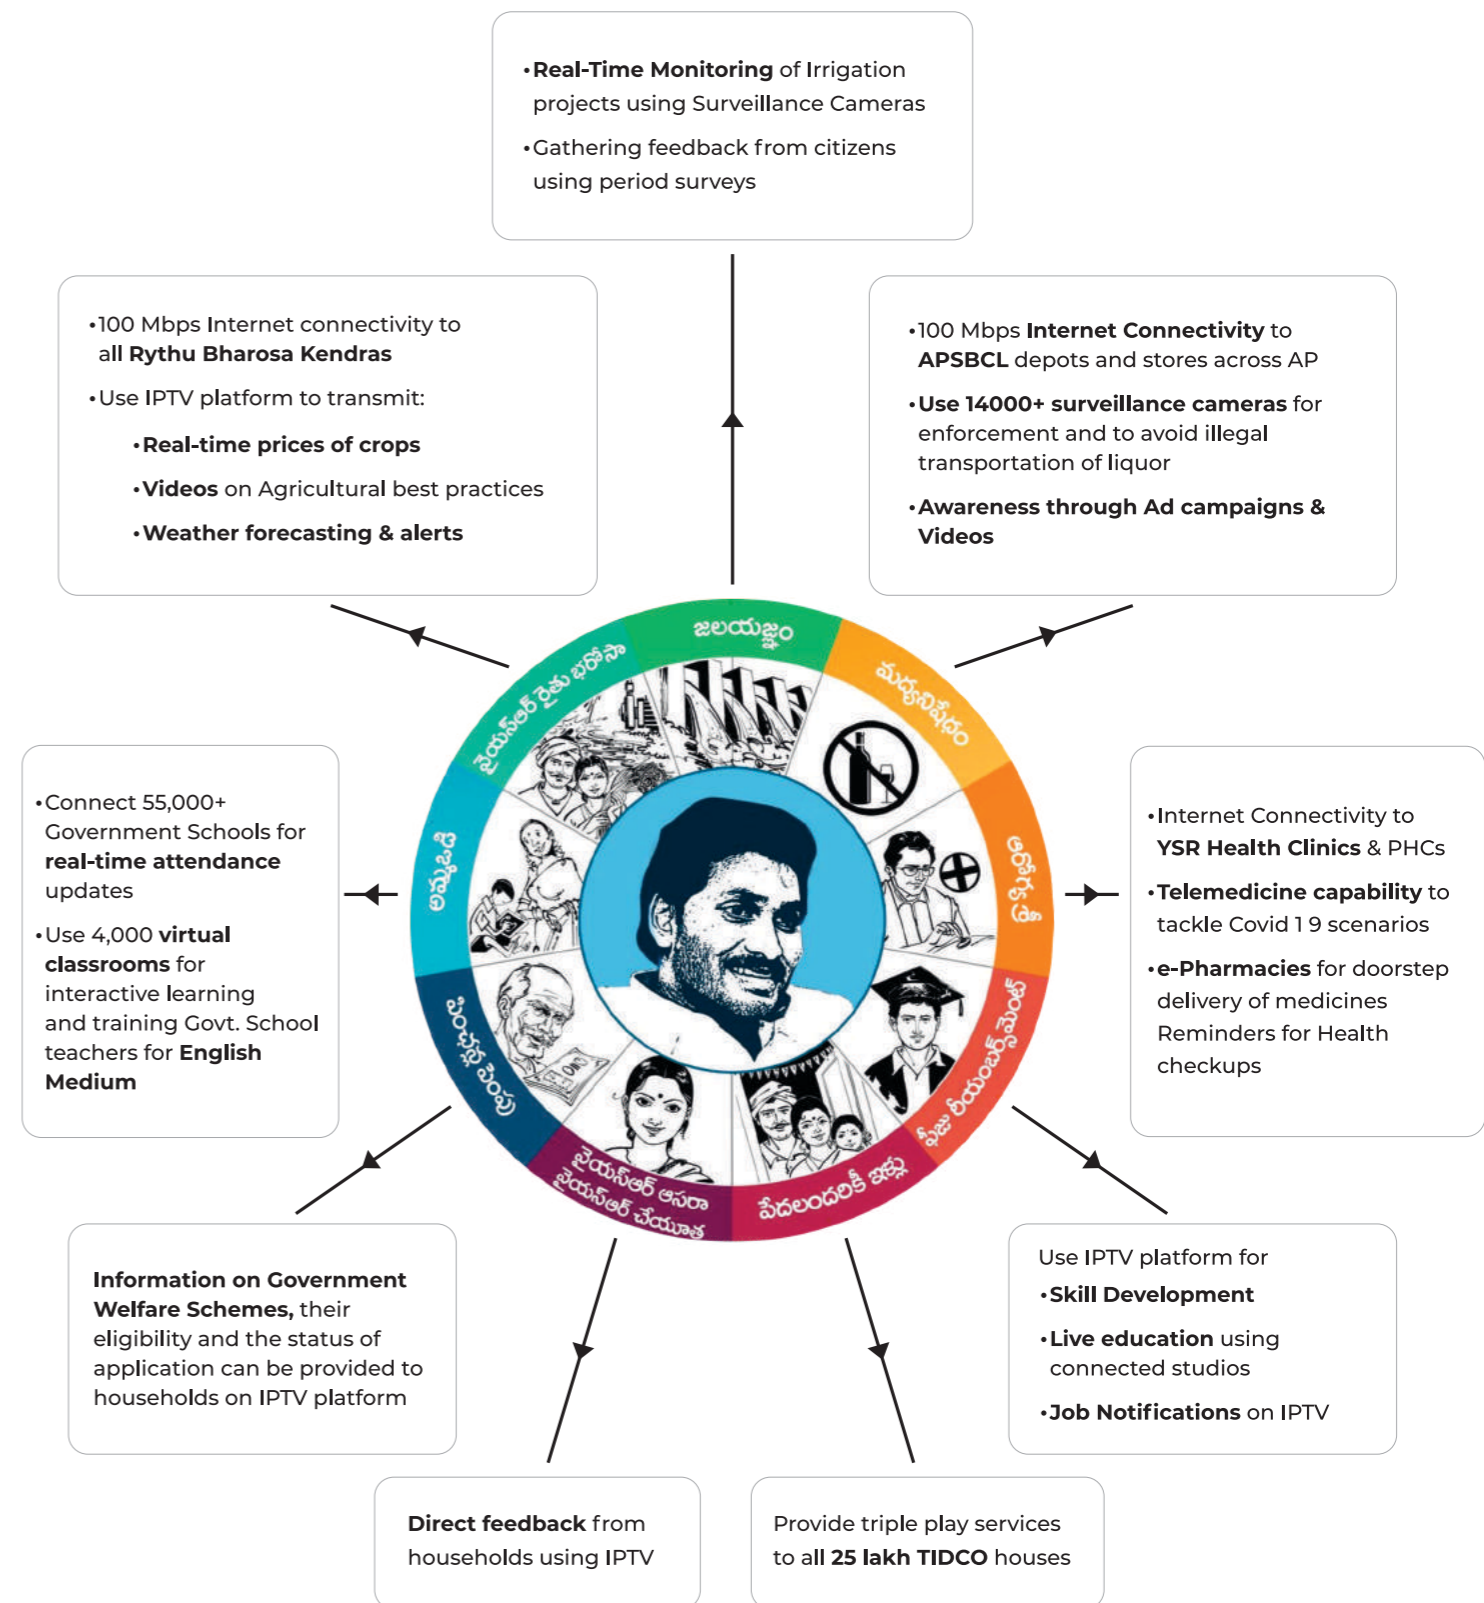 •Real-Time Monitoring of Irrigation
projects using Surveillance Cameras
•Gathering feedback from citizens
using period surveys
•100 Mbps Internet connectivity to
all Rythu Bharosa Kendras
•Use IPTV platform to transmit:
•Real-time prices of crops
•Videos on Agricultural best practices
•Weather forecasting & alerts
•100 Mbps Internet Connectivity to
APSBCL depots and stores across AP
•Use 14000+ surveillance cameras for
enforcement and to avoid illegal
transportation of liquor
•Awareness through Ad campaigns &
Videos
జలయజ్ఞం
వైయస్ఆర్ రైతు భరోసా
మద్యనిషేధం
అమ్మఒడి
ఆరోగ్య శ్రీ
పింఛన్ల పెంపు
ఫీజు రీయంబర్స్మెంట్
వైయస్ఆర్ ఆసరా
వైయస్ఆర్ చేయూత
పేదలందరికీ ఇళ్లు
•Connect 55,000+
Government Schools for
real-time attendance
updates
•Use 4,000 virtual
classrooms for
interactive learning
and training Govt. School
teachers for English
Medium
•Internet Connectivity to
YSR Health Clinics & PHCs
•Telemedicine capability to
tackle Covid 1 9 scenarios
•e-Pharmacies for doorstep
delivery of medicines
Reminders for Health
checkups
Information on Government
Welfare Schemes, their
eligibility and the status of
application can be provided to
households on IPTV platform
Use IPTV platform for
•Skill Development
•Live education using
connected studios
•Job Notifications on IPTV
Direct feedback from
households using IPTV
Provide triple play services
to all 25 lakh TIDCO houses